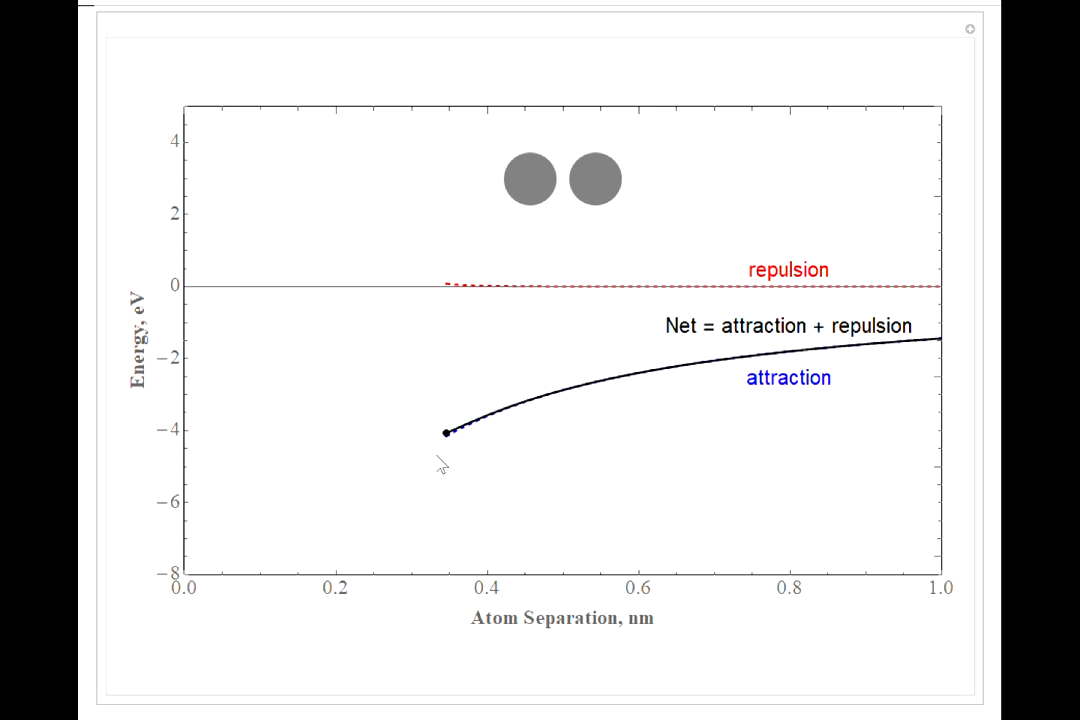 4
2
repulsion
0
Net = attraction + repulsion
Energy, eV
−2
attraction
−4
−6
−8
0.0 0.2 0.4 0.6 0.8 1.0
Atom Separation, nm